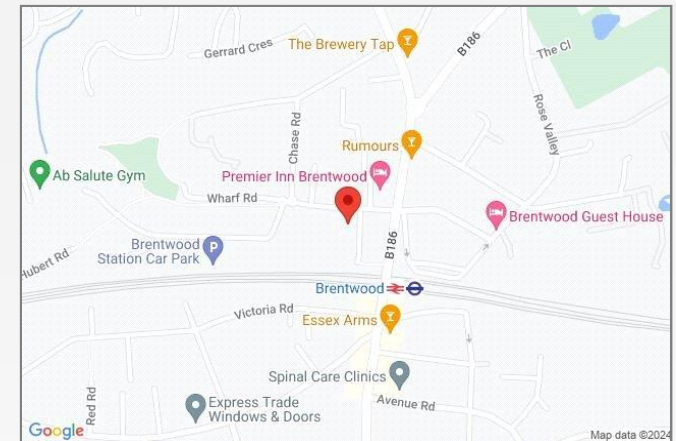 The Brewery Tap
B186
Gerrard Cres
The Cl
Chase Rd
Rose Valley
Rumours
Ab Salute Gym
Premier Inn Brentwood
Wharf Rd
Brentwood Guest House
Brentwood
Station Car Park
P
B186
Hubert Rd
Brentwood
Victoria Rd
Essex Arms
Spinal Care Clinics
Red Rd
Express Trade
Windows & Doors
Avenue Rd
Google
Map data ©2024